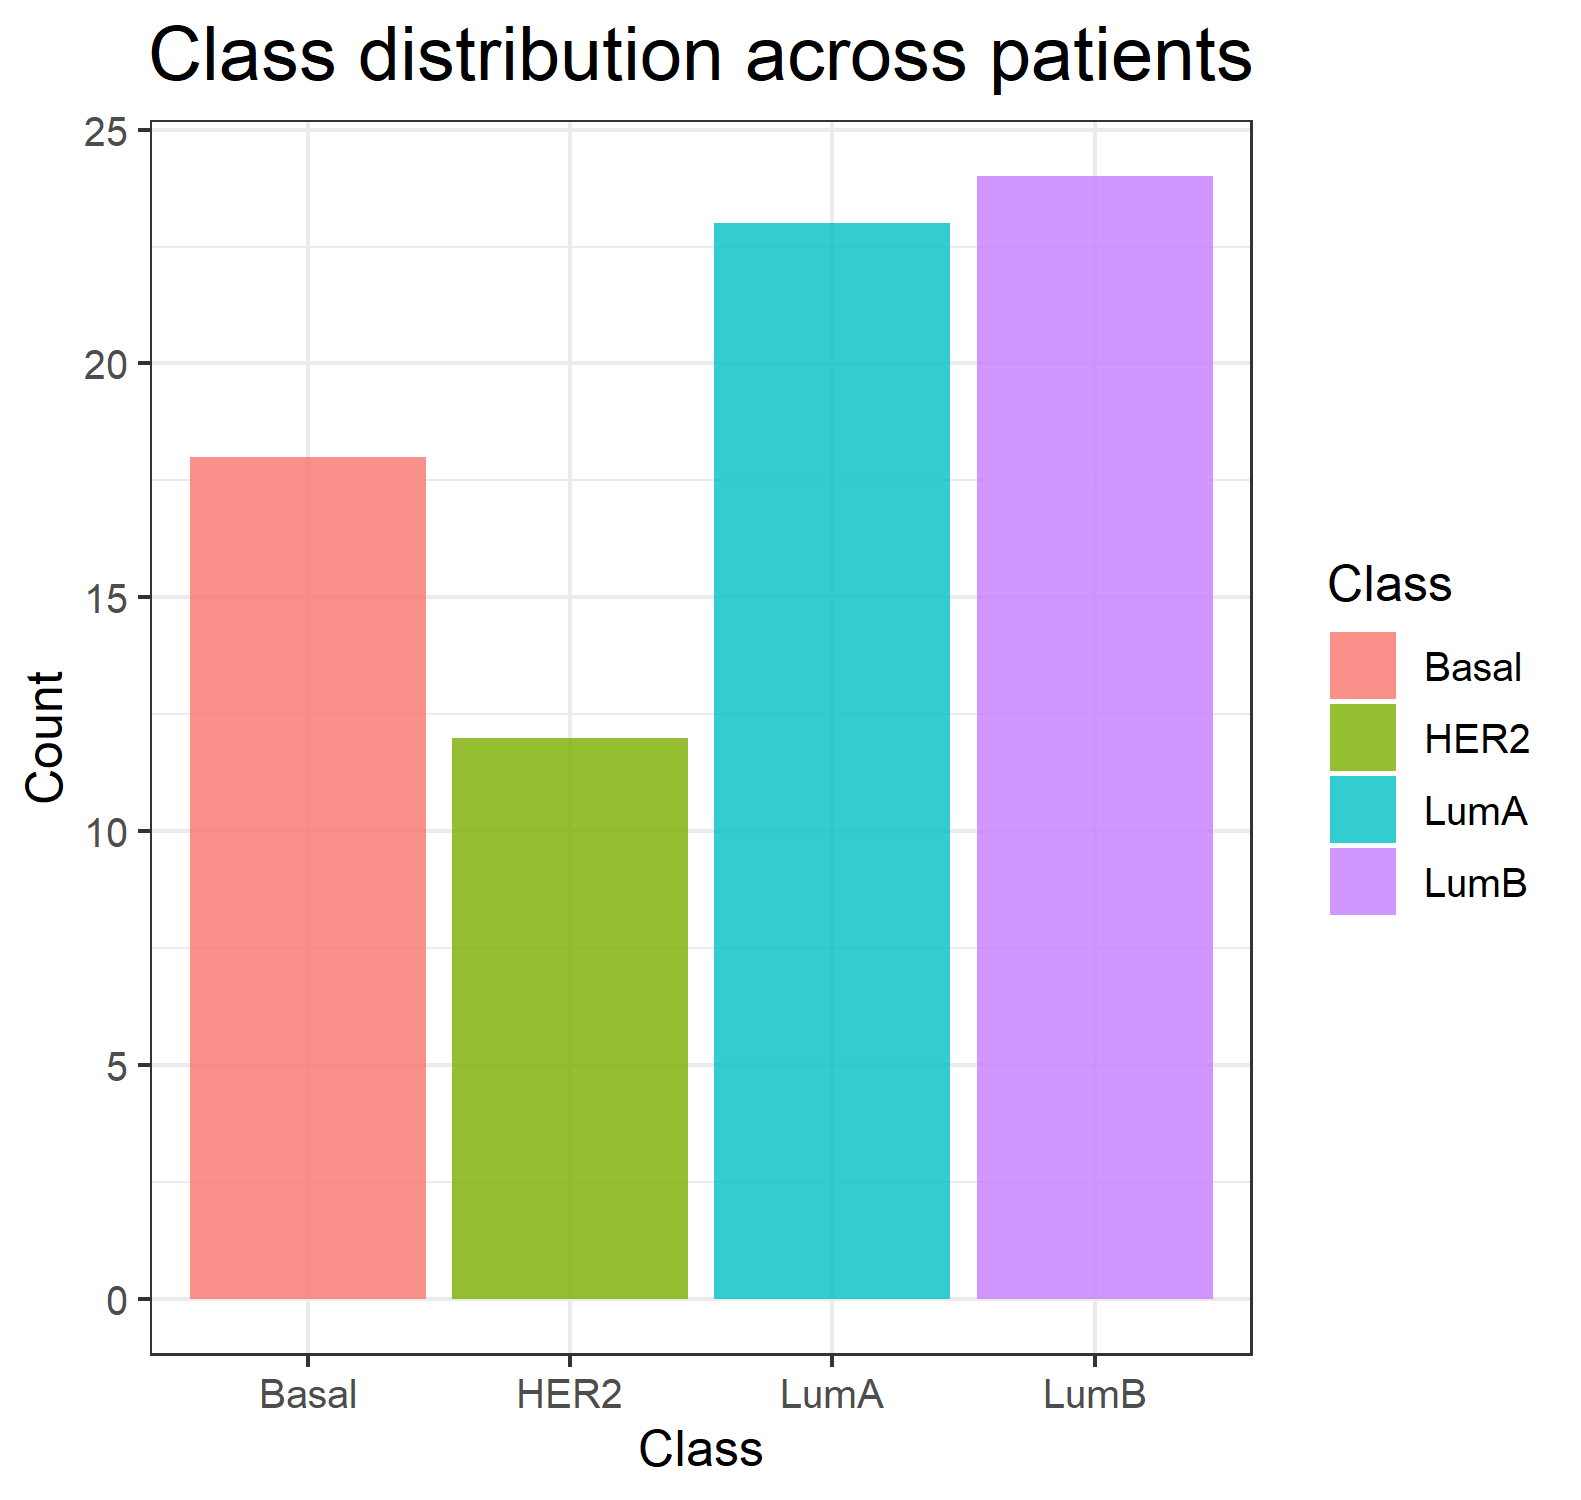 Class distribution across patients
25
20
15
10
5
0
Count
Basal
HER2
LumA
LumB
Class
Class
Basal
HER2
LumA
LumB